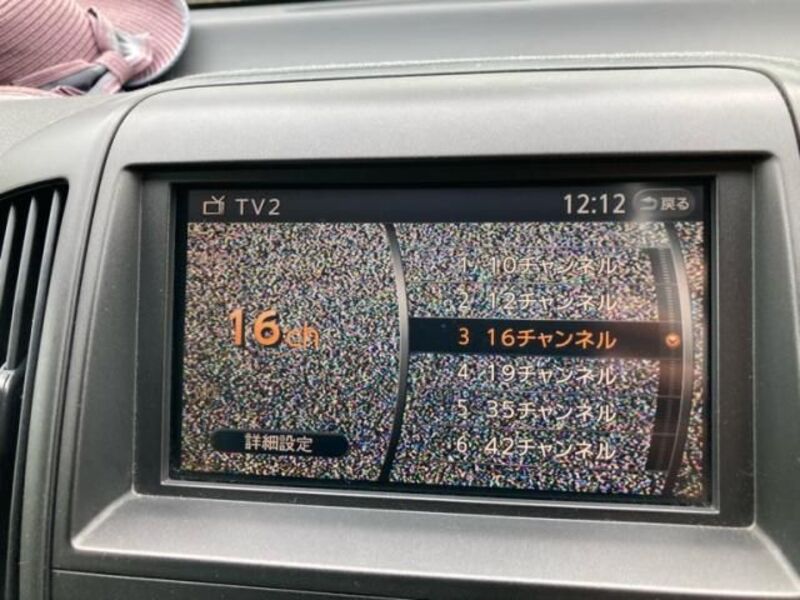 TV2 12:12 戻る
16ch
1 10チャンネル
2 12チャンネル
3 16チャンネル
4 19チャンネル
5 35チャンネル
6 42チャンネル
詳細設定